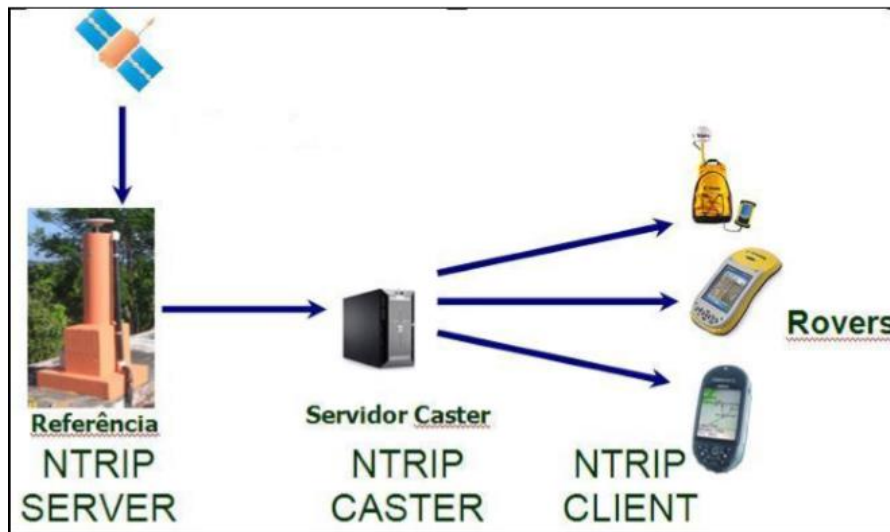 Rovers
Referência
Servidor Caster
NTRIP
SERVER
NTRIP
CASTER
NTRIP
CLIENT